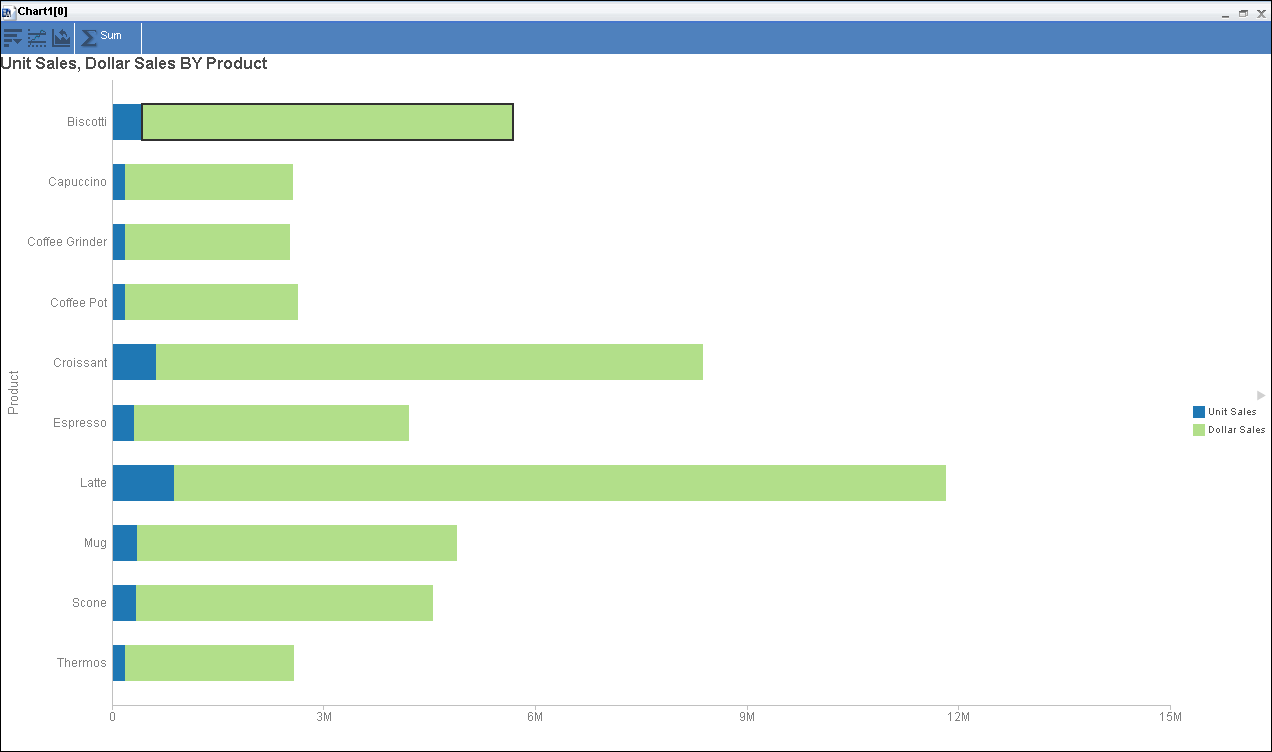 Chart1[0]
Sum
Unit Sales, Dollar Sales BY Product
Product
Biscotti
Capuccino
Coffee Grinder
Coffee Pot
Croissant
Espresso
Latte
Mug
Scone
Thermos
0 3M 6M 9M 12M 15M
Unit Sales
Dollar Sales